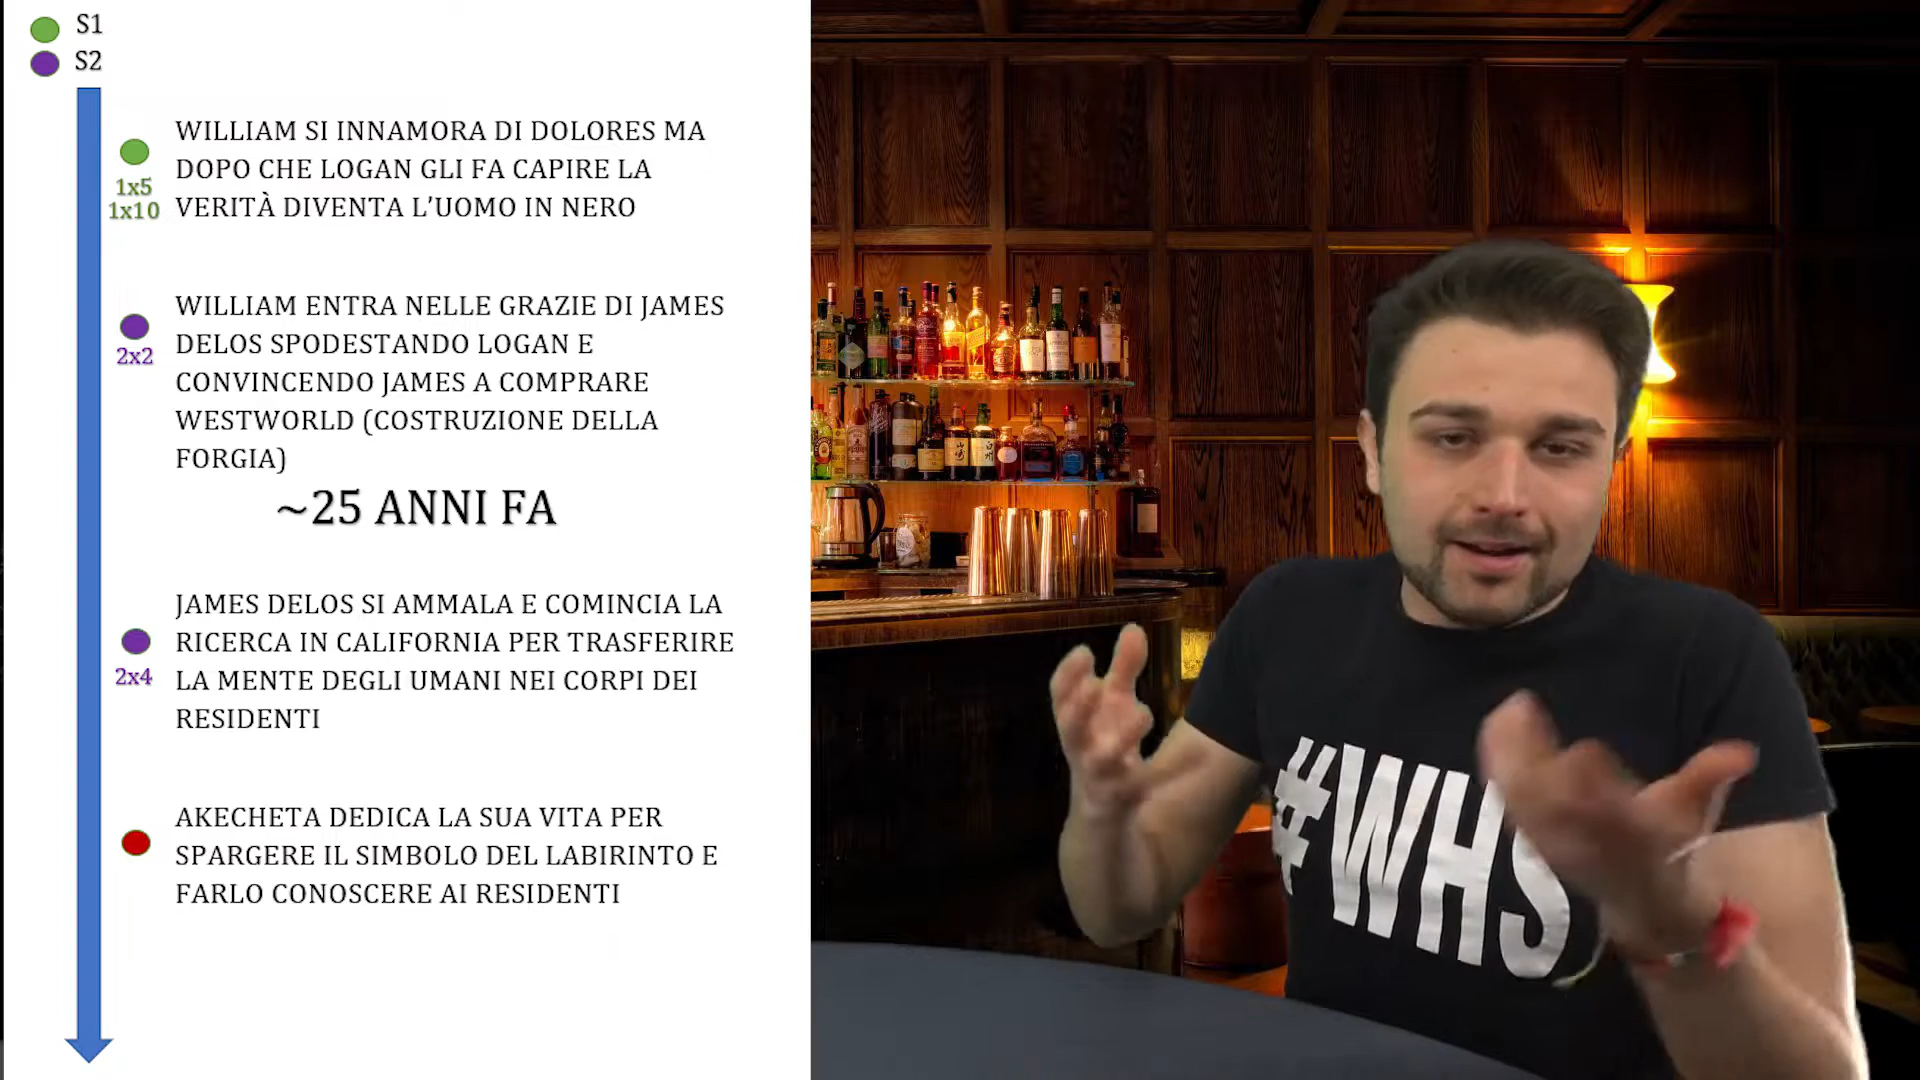 S1
S2
WILLIAM SI INNAMORA DI DOLORES MA
DOPO CHE LOGAN GLI FA CAPIRE LA
VERITÀ DIVENTA L’UOMO IN NERO
1x5
1x10
WILLIAM ENTRA NELLE GRAZIE DI JAMES
DELOS SPODESTANDO LOGAN E
CONVINCENDO JAMES A COMPRARE
WESTWORLD (COSTRUZIONE DELLA
FORGIA)
2x2
~25 ANNI FA
JAMES DELOS SI AMMALA E COMINCIA LA
RICERCA IN CALIFORNIA PER TRASFERIRE
LA MENTE DEGLI UMANI NEI CORPI DEI
RESIDENTI
2x4
AKECHETA DEDICA LA SUA VITA PER
SPARGERE IL SIMBOLO DEL LABIRINTO E
FARLO CONOSCERE AI RESIDENTI
#WHS